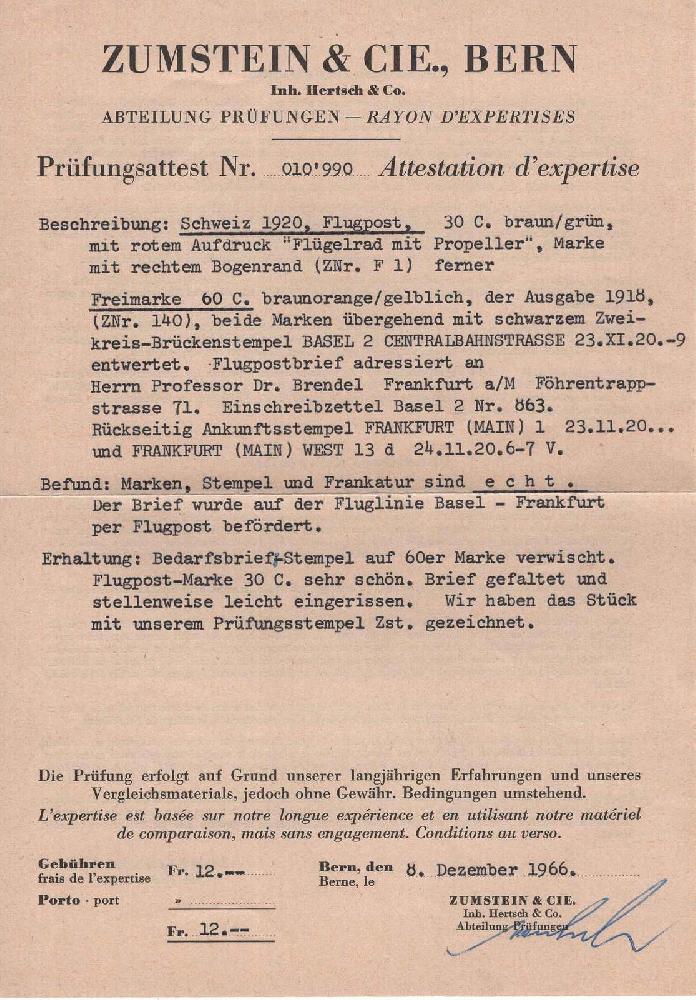 ZUMSTEIN & CIE., BERN
Inh. Hertsch & Co.
ABTEILUNG PRÜFUNGEN — RAYON D'EXPERTISES
Prüfungsattest Nr. 010'990 Attestation d'expertise
Beschreibung: Schweiz 1920, Flugpost, 30 C. braun/grün,
mit rotem Aufdruck "Flügelrad mit Propeller", Marke
mit rechtem Bogenrand (ZNr. F 1) ferner
Freimarke 60 C. braunorange/gelblich, der Ausgabe 1918,
(ZNr. 140), beide Marken übergehend mit schwarzem Zwei-
kreis-Brückenstempel BASEL 2 CENTRALBAHNSTRASSE 23.XI.20.-9
entwertet. Flugpostbrief adressiert an
Herrn Professor Dr. Brendel Frankfurt a/M Föhrentrapp-
strasse 71. Einschreibzettel Basel 2 Nr. 863.
Rückseitig Ankunftsstempel FRANKFURT (MAIN) 1 23.11.20...
und FRANKFURT (MAIN) WEST 13 d 24.11.20.6-7 V.
Befund: Marken, Stempel und Frankatur sind e c h t .
Der Brief wurde auf der Fluglinie Basel - Frankfurt
per Flugpost befördert.
Erhaltung: Bedarfsbrief-Stempel auf 60er Marke verwischt.
Flugpost-Marke 30 C. sehr schön. Brief gefaltet und
stellenweise leicht eingerissen. Wir haben das Stück
mit unserem Prüfungsstempel Zst. gezeichnet.
Die Prüfung erfolgt auf Grund unserer langjährigen Erfahrungen und unseres
Vergleichsmaterials, jedoch ohne Gewähr. Bedingungen umstehend.
L'expertise est basée sur notre longue expérience et en utilisant notre matériel
de comparaison, mais sans engagement. Conditions au verso.
Gebühren Fr. 12.-- Bern, den 8. Dezember 1966.
frais de l'expertise Berne, le
Porto - port "
ZUMSTEIN & CIE.
Inh. Hertsch & Co.
Abteilung Prüfungen
Fr. 12.--